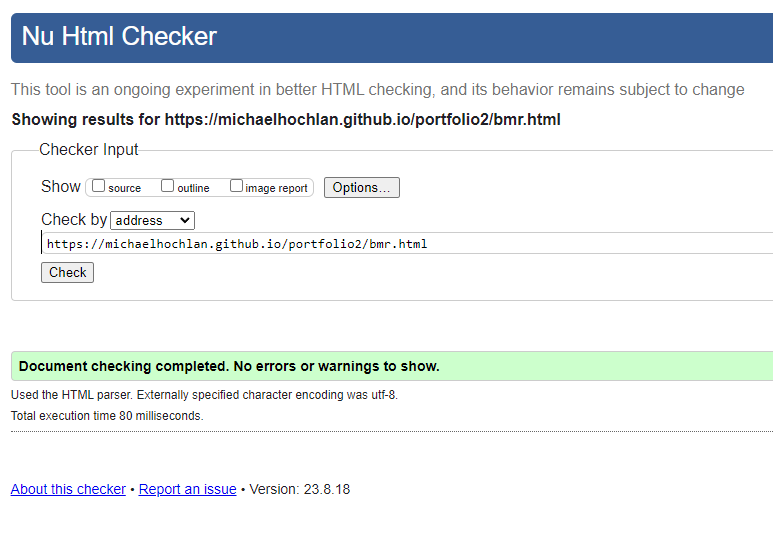 Nu Html Checker
This tool is an ongoing experiment in better HTML checking, and its behavior remains subject to change
Showing results for https://michaelhochlan.github.io/portfolio2/bmr.html
Checker Input
Show source outline image report Options...
Check by address
https://michaelhochlan.github.io/portfolio2/bmr.html
Check
Document checking completed. No errors or warnings to show.
Used the HTML parser. Externally specified character encoding was utf-8.
Total execution time 80 milliseconds.
About this checker • Report an issue • Version: 23.8.18